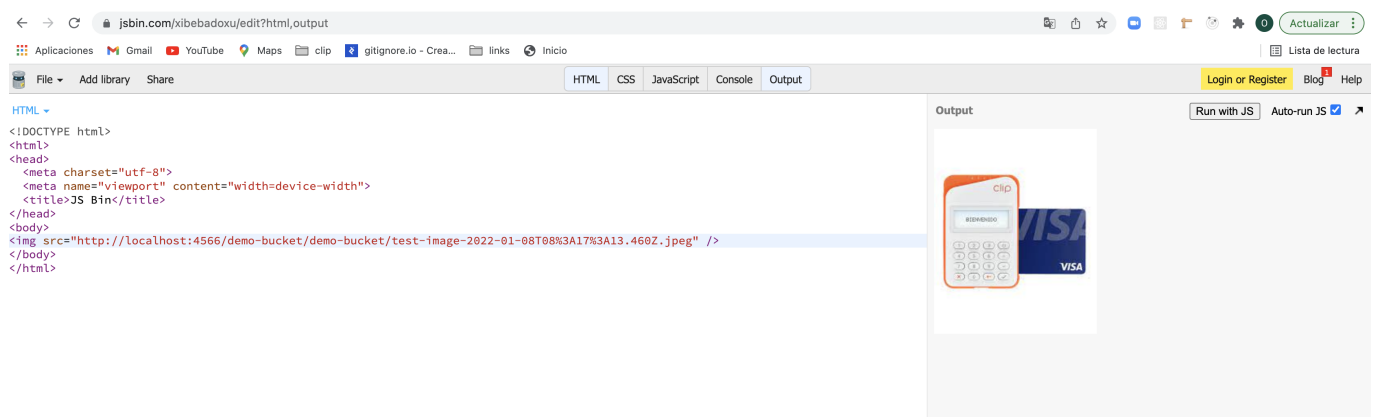 jsbin.com/xibebadoxu/edit?html,output
O
Actualizar
Aplicaciones Gmail YouTube Maps clip gitignore.io - Crea... links Inicio Lista de lectura
File Add library Share HTML CSS JavaScript Console Output Login or Register Blog 1 Help
HTML
Output Run with JS Auto-run JS
<!DOCTYPE html>
<html>
<head>
<meta charset="utf-8">
<meta name="viewport" content="width=device-width">
<title>JS Bin</title>
</head>
<body>
<img src="http://localhost:4566/demo-bucket/demo-bucket/test-image-2022-01-08T08%3A17%3A13.460Z.jpeg" />
</body>
</html>
clip
BIENVENIDO
VISA
VISA